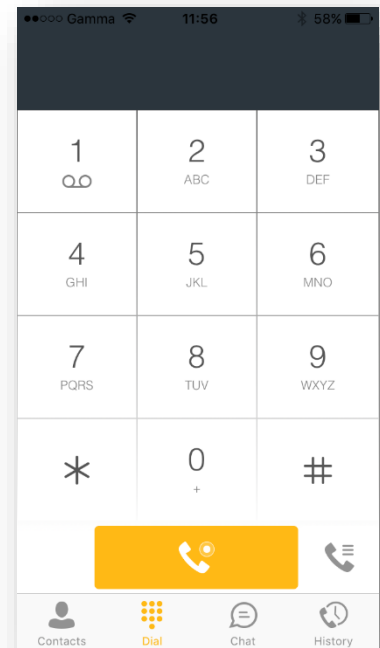 Gamma 11:56 58%
1 2 3
ABC DEF
4 5 6
GHI JKL MNO
7 8 9
PQRS TUV WXYZ
* 0 #
+
Contacts Dial Chat History